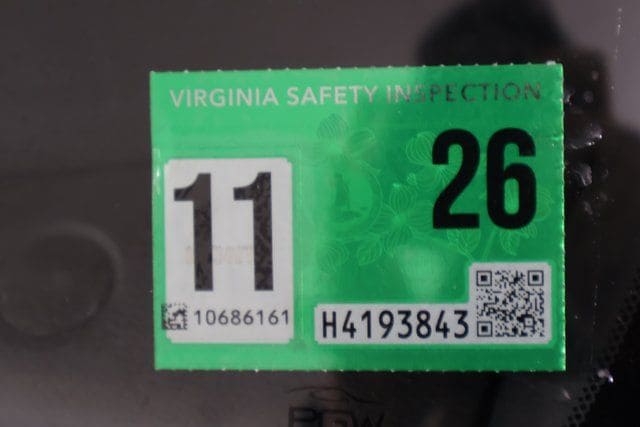 VIRGINIA SAFETY INSPECTION
11
26
10686161
H4193843